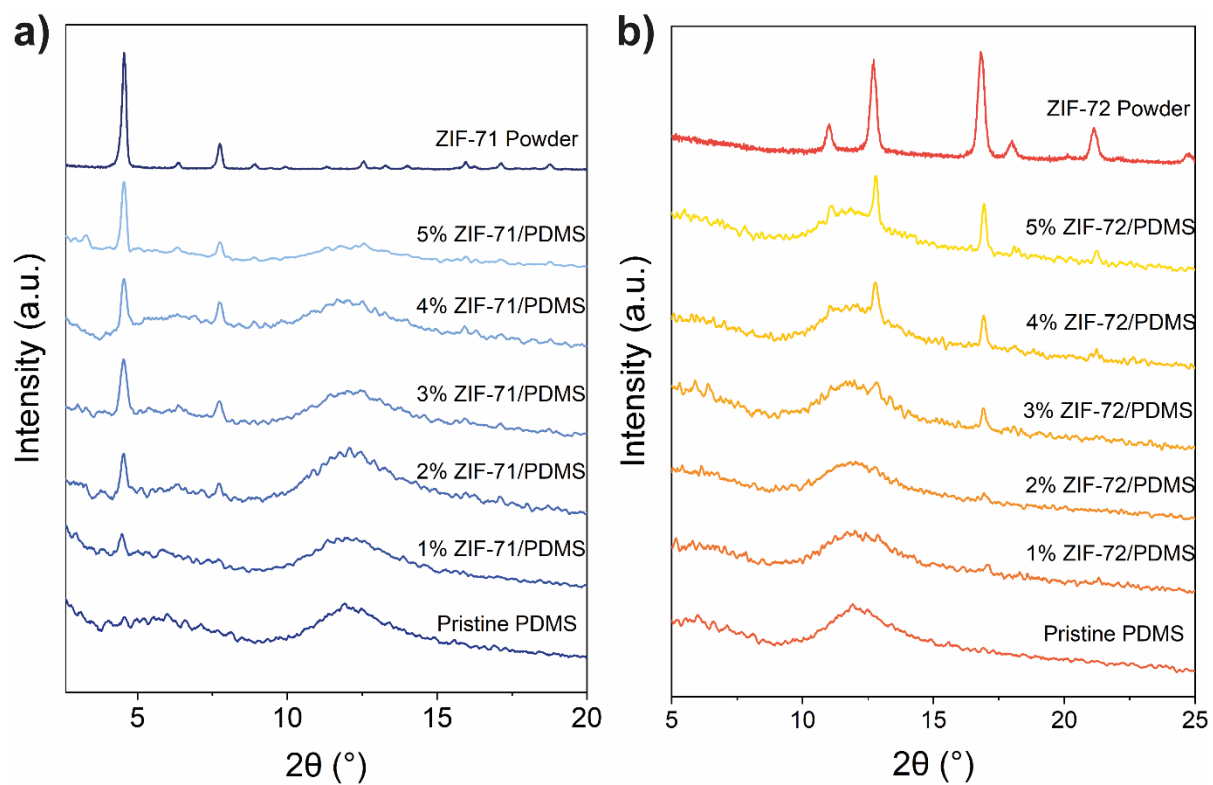 a)
Intensity (a.u.)
ZIF-71 Powder
5% ZIF-71/PDMS
4% ZIF-71/PDMS
3% ZIF-71/PDMS
2% ZIF-71/PDMS
1% ZIF-71/PDMS
Pristine PDMS
5 10 15 20
2θ (°)
b)
Intensity (a.u.)
ZIF-72 Powder
5% ZIF-72/PDMS
4% ZIF-72/PDMS
3% ZIF-72/PDMS
2% ZIF-72/PDMS
1% ZIF-72/PDMS
Pristine PDMS
5 10 15 20 25
2θ (°)